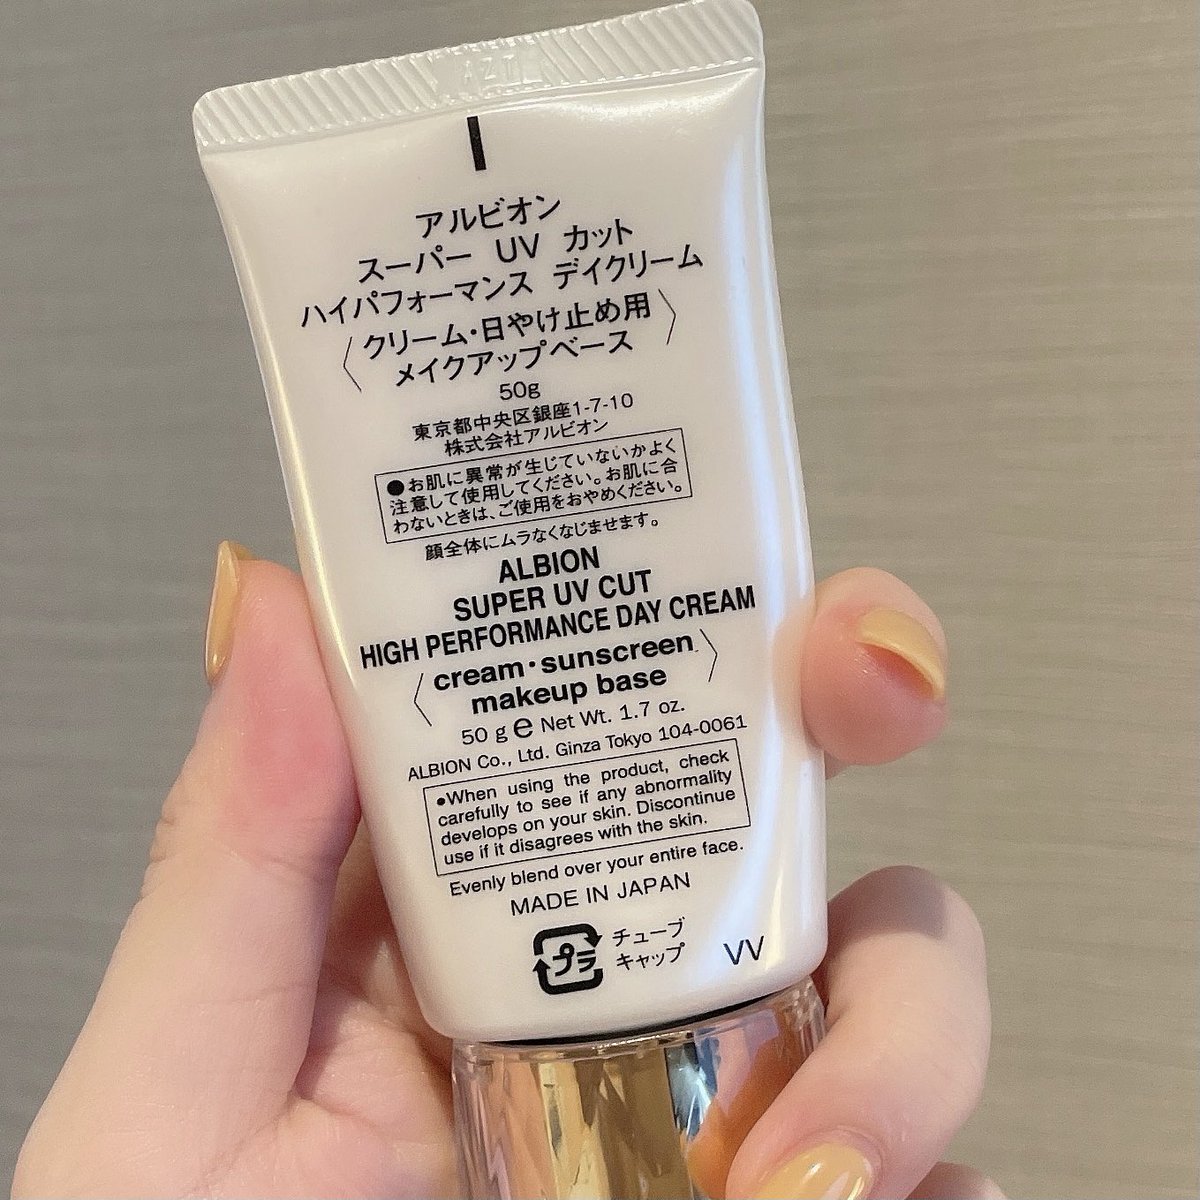 アルビオン
スーパー UV カット
ハイパフォーマンス デイクリーム
〈クリーム・日やけ止め用
メイクアップベース〉
50g
東京都中央区銀座1-7-10
株式会社アルビオン
●お肌に異常が生じていないかよく
注意して使用してください。お肌に合
わないときは、ご使用をおやめください。
顔全体にムラなくなじませます。
ALBION
SUPER UV CUT
HIGH PERFORMANCE DAY CREAM
〈cream・sunscreen
makeup base〉
50 g ℮ Net Wt. 1.7 oz.
ALBION Co., Ltd. Ginza Tokyo 104-0061
●When using the product, check
carefully to see if any abnormality
develops on your skin. Discontinue
use if it disagrees with the skin.
Evenly blend over your entire face.
MADE IN JAPAN
プラ
チューブ
キャップ
VV